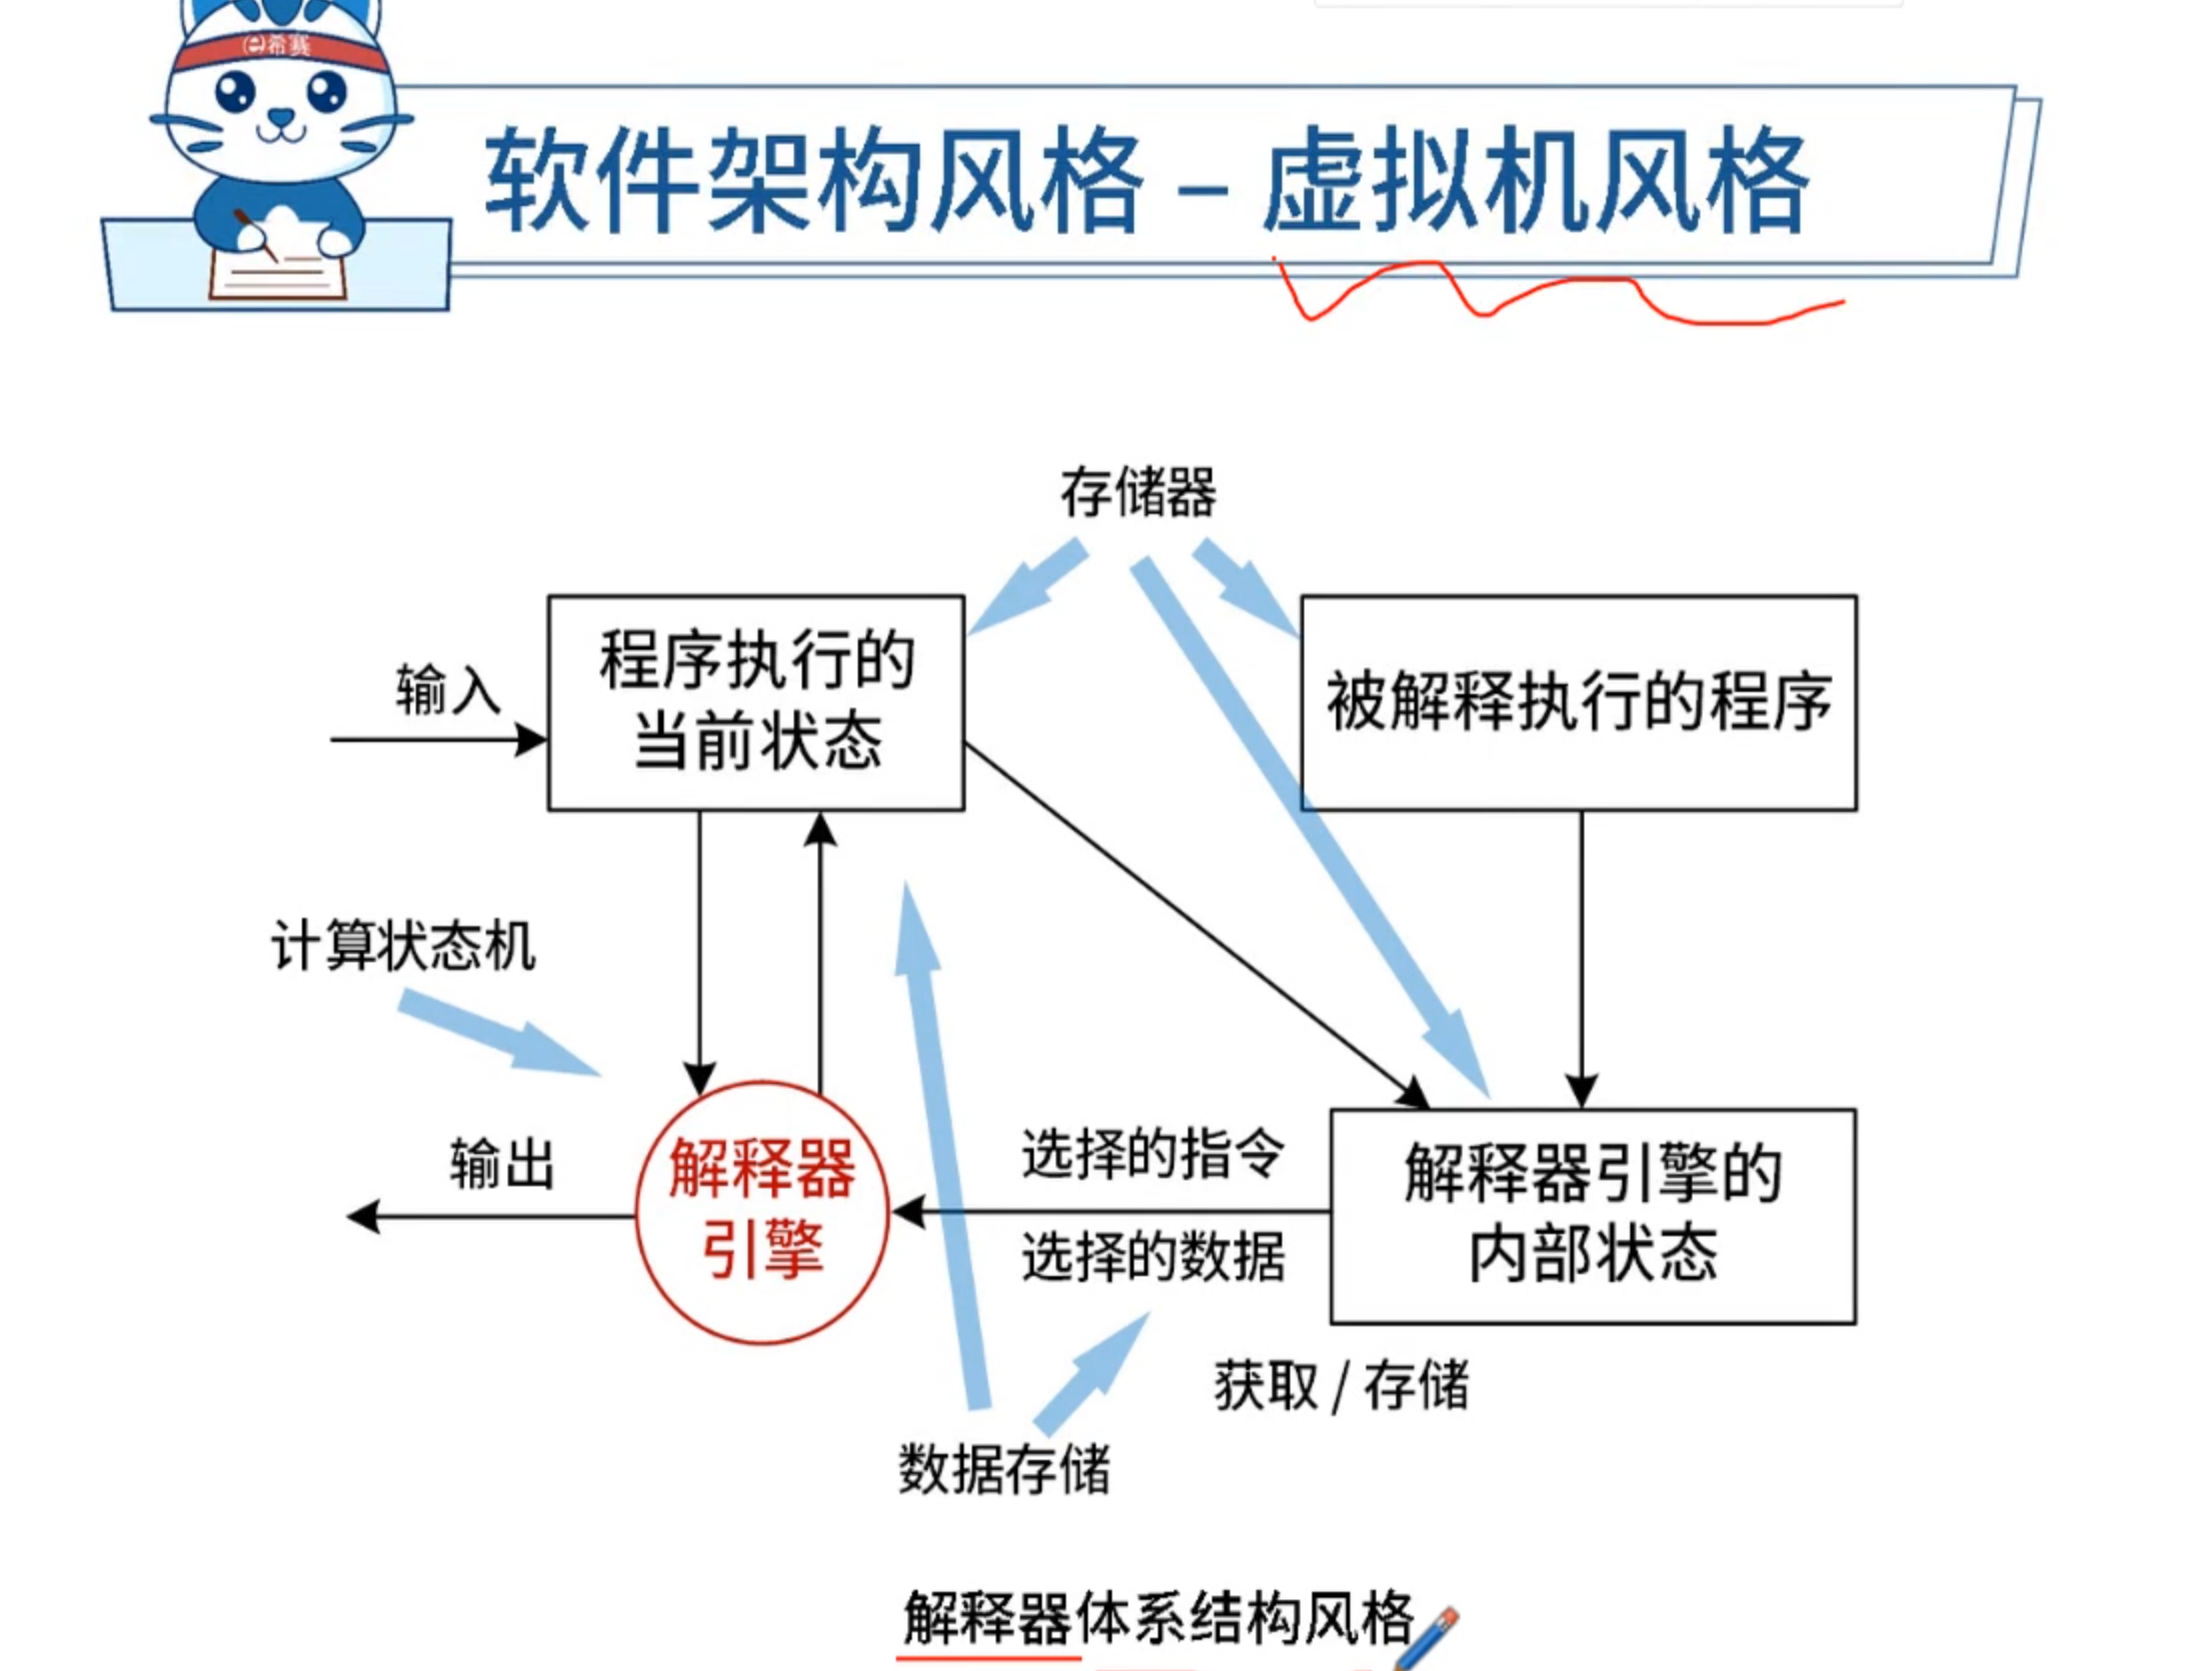 希赛
软件架构风格 – 虚拟机风格
存储器
输入
程序执行的
当前状态
被解释执行的程序
计算状态机
输出
解释器
引擎
选择的指令
选择的数据
解释器引擎的
内部状态
获取 / 存储
数据存储
解释器体系结构风格